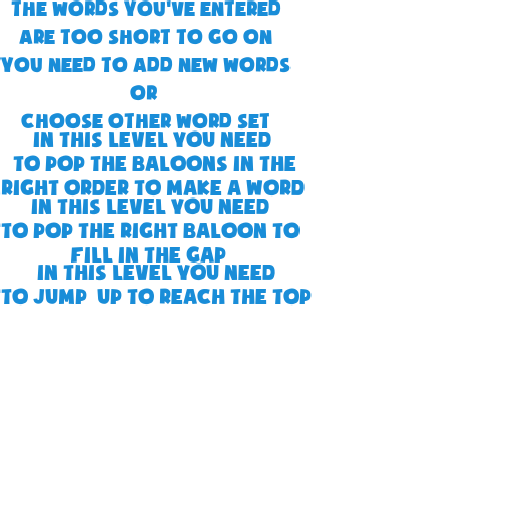 THE WORDS YOU'VE ENTERED
ARE TOO SHORT TO GO ON
YOU NEED TO ADD NEW WORDS
OR
CHOOSE OTHER WORD SET
IN THIS LEVEL YOU NEED
TO POP THE BALOONS IN THE
RIGHT ORDER TO MAKE A WORD
IN THIS LEVEL YOU NEED
TO POP THE RIGHT BALOON TO
FILL IN THE GAP
IN THIS LEVEL YOU NEED
TO JUMP UP TO REACH THE TOP